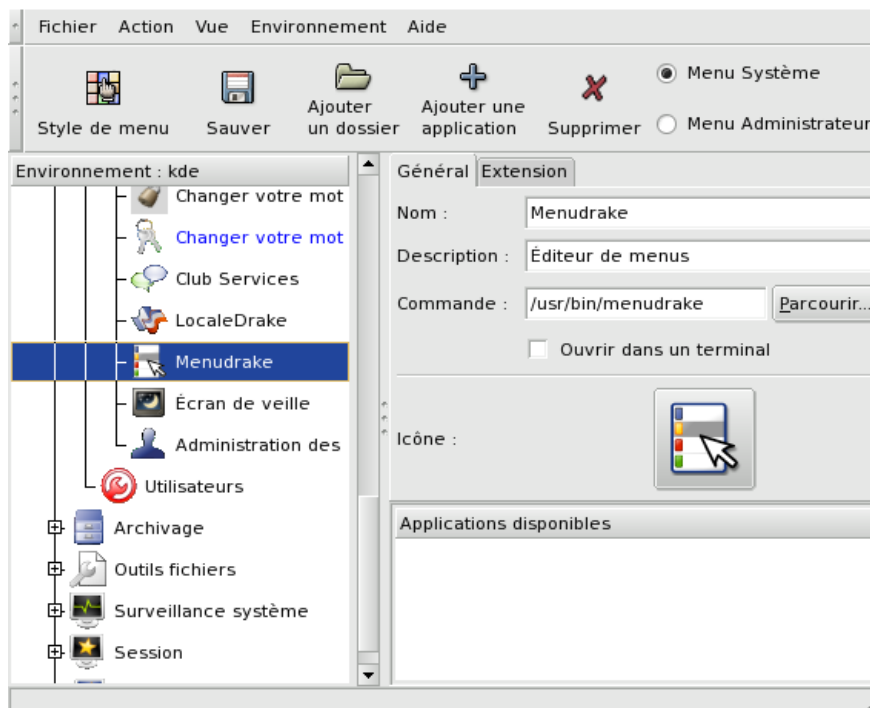 Fichier Action Vue Environnement Aide
Style de menu
Sauver
Ajouter
un dossier
Ajouter une
application
Supprimer
Menu Système
Menu Administrateur
Environnement : kde
Changer votre mot
Changer votre mot
Club Services
LocaleDrake
Menudrake
Écran de veille
Administration des
Utilisateurs
Archivage
Outils fichiers
Surveillance système
Session
Général Extension
Nom : Menudrake
Description : Éditeur de menus
Commande : /usr/bin/menudrake Parcourir...
Ouvrir dans un terminal
Icône :
Applications disponibles